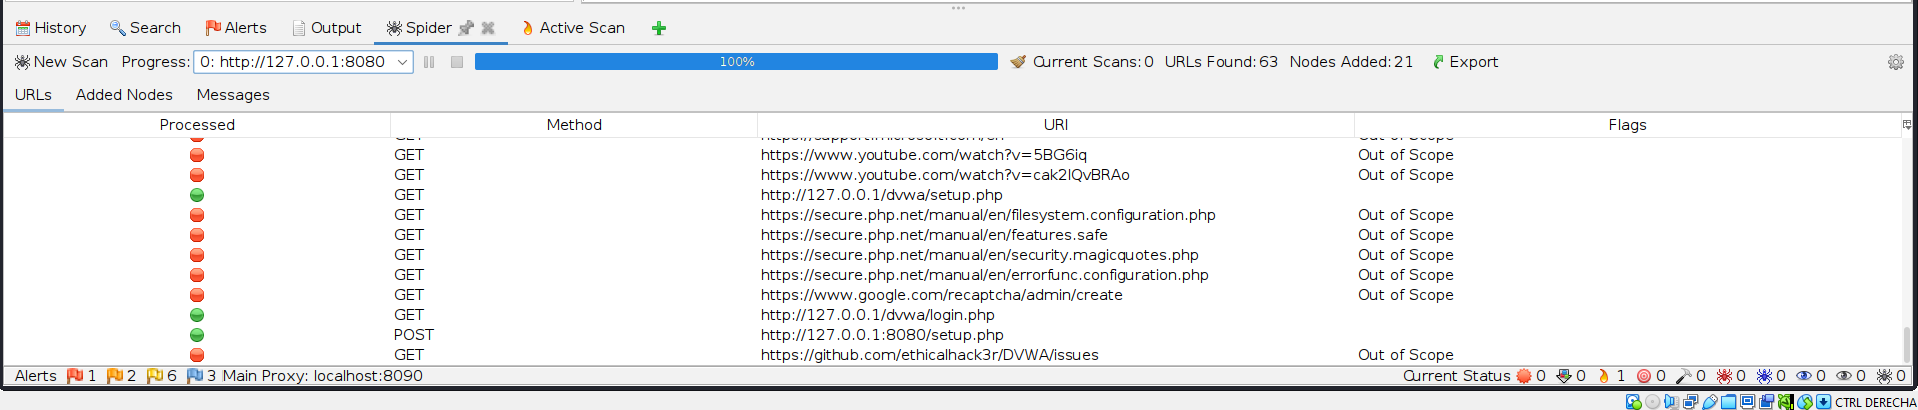 History Search Alerts Output Spider Active Scan
New Scan Progress: 0: http://127.0.0.1:8080 100% Current Scans: 0 URLs Found: 63 Nodes Added: 21 Export
URLs Added Nodes Messages
Processed Method URI Flags
GET https://support.microsoft.com/en Out of Scope
GET https://www.youtube.com/watch?v=5BG6iq Out of Scope
GET https://www.youtube.com/watch?v=cak2lQvBRAo Out of Scope
GET http://127.0.0.1/dvwa/setup.php
GET https://secure.php.net/manual/en/filesystem.configuration.php Out of Scope
GET https://secure.php.net/manual/en/features.safe Out of Scope
GET https://secure.php.net/manual/en/security.magicquotes.php Out of Scope
GET https://secure.php.net/manual/en/errorfunc.configuration.php Out of Scope
GET https://www.google.com/recaptcha/admin/create Out of Scope
GET http://127.0.0.1/dvwa/login.php
POST http://127.0.0.1:8080/setup.php
GET https://github.com/ethicalhack3r/DVWA/issues Out of Scope
Alerts 1 2 6 3 Main Proxy: localhost:8090 Current Status 0 0 1 0 0 0 0 0 0 0
CTRL DERECHA